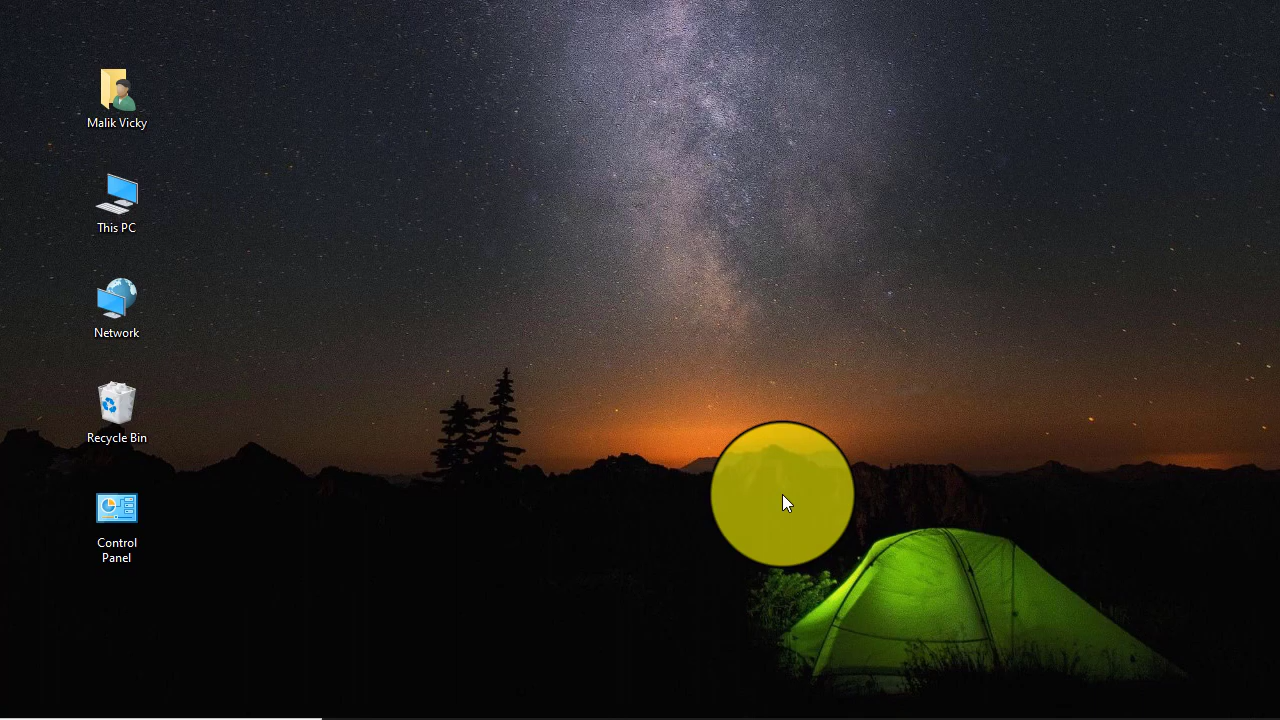 Malik Vicky
This PC
Network
Recycle Bin
Control
Panel